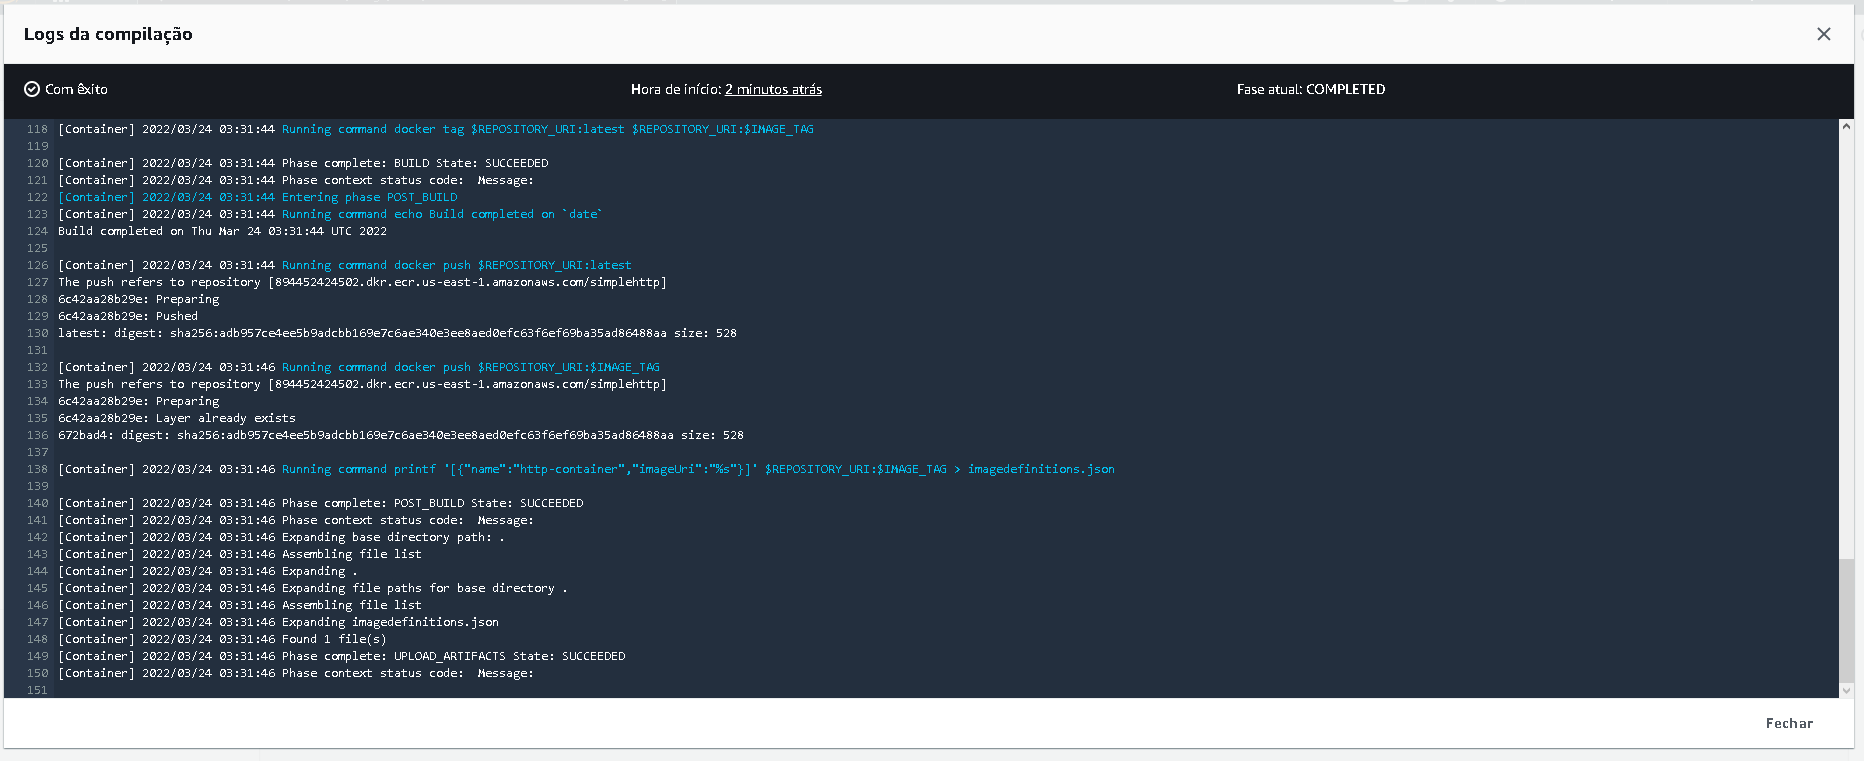 Logs da compilação
Com êxito
Hora de início: 2 minutos atrás
Fase atual: COMPLETED
118 [Container] 2022/03/24 03:31:44 Running command docker tag $REPOSITORY_URI:latest $REPOSITORY_URI:$IMAGE_TAG
119
120 [Container] 2022/03/24 03:31:44 Phase complete: BUILD State: SUCCEEDED
121 [Container] 2022/03/24 03:31:44 Phase context status code:  Message:
122 [Container] 2022/03/24 03:31:44 Entering phase POST_BUILD
123 [Container] 2022/03/24 03:31:44 Running command echo Build completed on `date`
124 Build completed on Thu Mar 24 03:31:44 UTC 2022
125
126 [Container] 2022/03/24 03:31:44 Running command docker push $REPOSITORY_URI:latest
127 The push refers to repository [894452424502.dkr.ecr.us-east-1.amazonaws.com/simplehttp]
128 6c42aa28b29e: Preparing
129 6c42aa28b29e: Pushed
130 latest: digest: sha256:adb957ce4ee5b9adcbb169e7c6ae340e3ee8aed0efc63f6ef69ba35ad86488aa size: 528
131
132 [Container] 2022/03/24 03:31:46 Running command docker push $REPOSITORY_URI:$IMAGE_TAG
133 The push refers to repository [894452424502.dkr.ecr.us-east-1.amazonaws.com/simplehttp]
134 6c42aa28b29e: Preparing
135 6c42aa28b29e: Layer already exists
136 672bad4: digest: sha256:adb957ce4ee5b9adcbb169e7c6ae340e3ee8aed0efc63f6ef69ba35ad86488aa size: 528
137
138 [Container] 2022/03/24 03:31:46 Running command printf '[{"name":"http-container","imageUri":"%s"}]' $REPOSITORY_URI:$IMAGE_TAG > imagedefinitions.json
139
140 [Container] 2022/03/24 03:31:46 Phase complete: POST_BUILD State: SUCCEEDED
141 [Container] 2022/03/24 03:31:46 Phase context status code:  Message:
142 [Container] 2022/03/24 03:31:46 Expanding base directory path: .
143 [Container] 2022/03/24 03:31:46 Assembling file list
144 [Container] 2022/03/24 03:31:46 Expanding .
145 [Container] 2022/03/24 03:31:46 Expanding file paths for base directory .
146 [Container] 2022/03/24 03:31:46 Assembling file list
147 [Container] 2022/03/24 03:31:46 Expanding imagedefinitions.json
148 [Container] 2022/03/24 03:31:46 Found 1 file(s)
149 [Container] 2022/03/24 03:31:46 Phase complete: UPLOAD_ARTIFACTS State: SUCCEEDED
150 [Container] 2022/03/24 03:31:46 Phase context status code:  Message:
151
Fechar